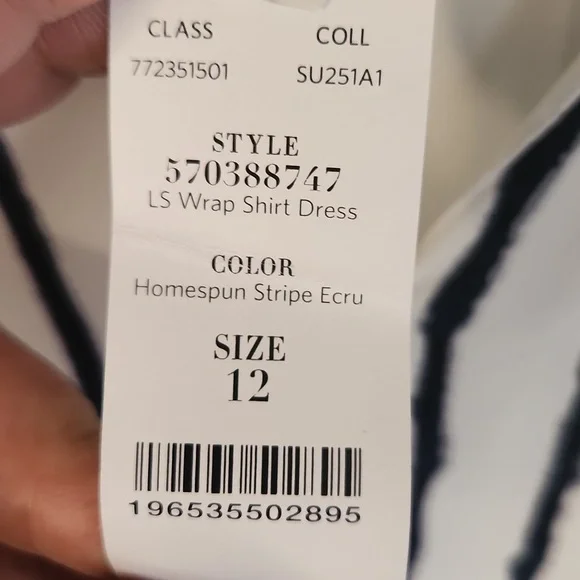 CLASS COLL
772351501 SU251A1
STYLE
570388747
LS Wrap Shirt Dress
COLOR
Homespun Stripe Ecru
SIZE
12
196535502895